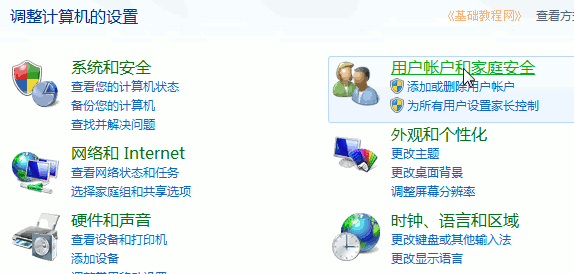 调整计算机的设置
《基础教程网》 查看方
系统和安全
查看您的计算机状态
备份您的计算机
查找并解决问题
网络和 Internet
查看网络状态和任务
选择家庭组和共享选项
硬件和声音
查看设备和打印机
添加设备
用户帐户和家庭安全
添加或删除用户帐户
为所有用户设置家长控制
外观和个性化
更改主题
更改桌面背景
调整屏幕分辨率
时钟、语言和区域
更改键盘或其他输入法
更改显示语言